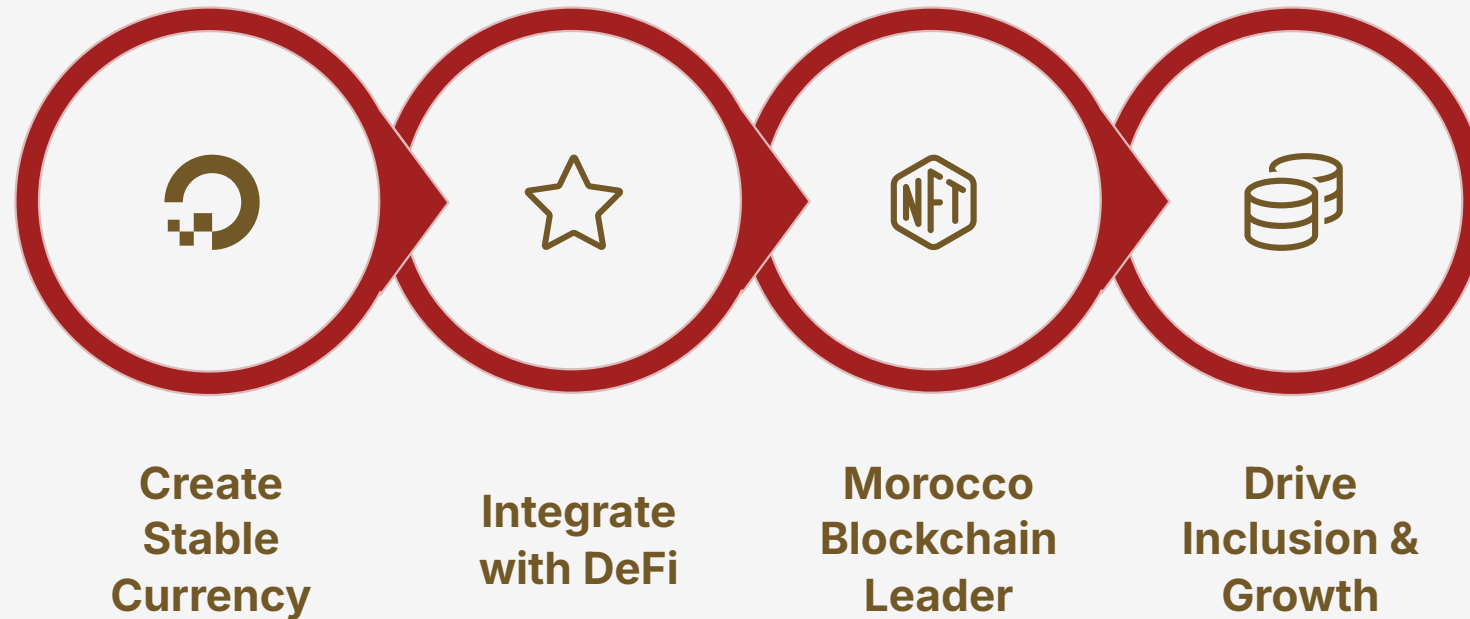 NFT
Create
Stable
Currency
Integrate
with DeFi
Morocco
Blockchain
Leader
Drive
Inclusion &
Growth